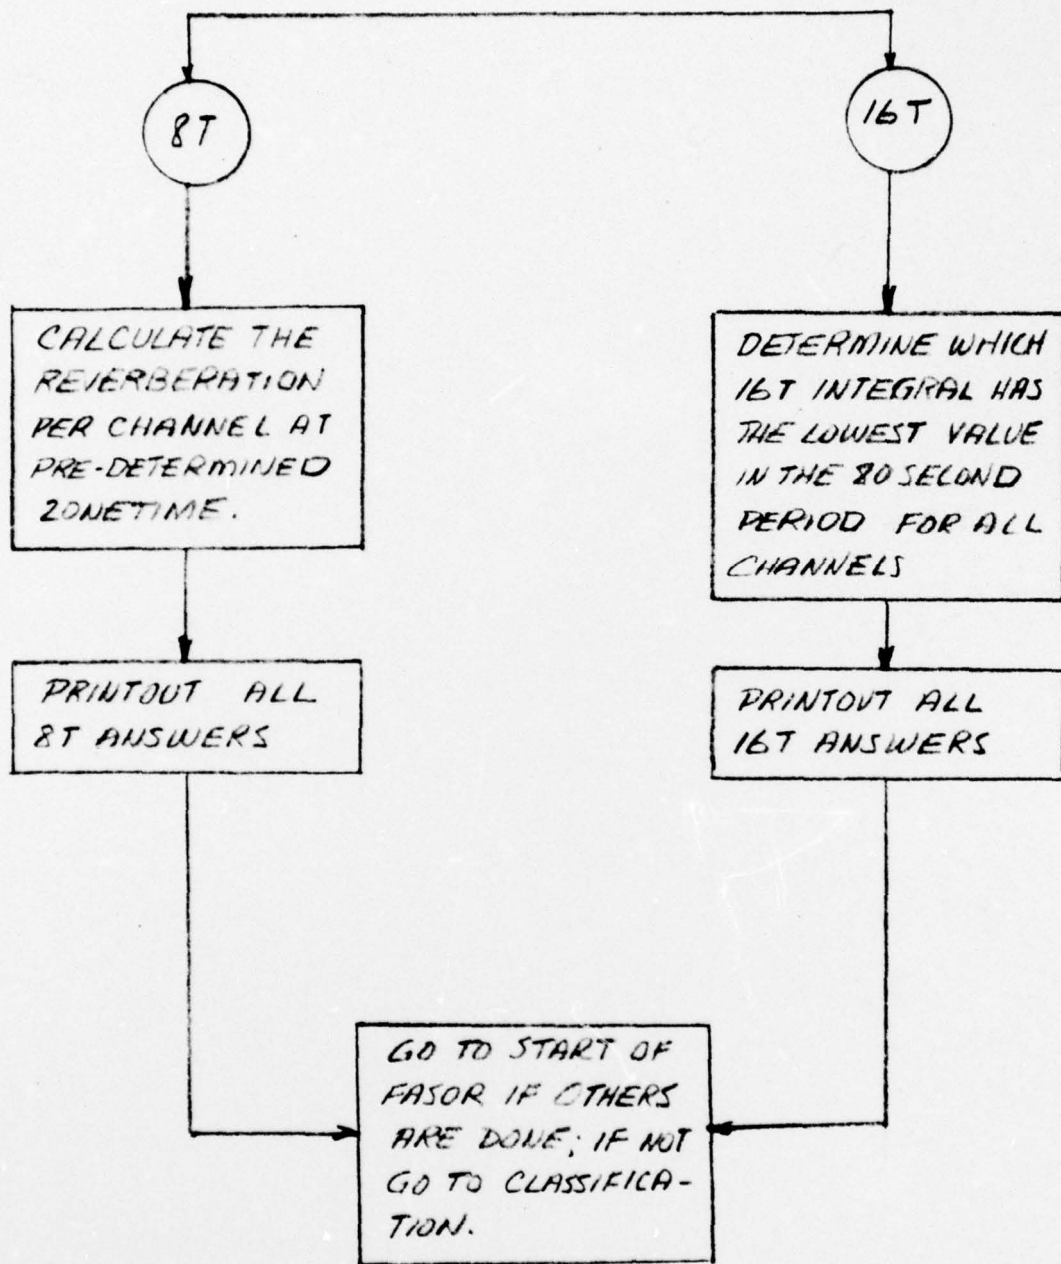 8T
16T
CALCULATE THE
REVERBERATION
PER CHANNEL AT
PRE-DETERMINED
ZONETIME.
DETERMINE WHICH
16T INTEGRAL HAS
THE LOWEST VALUE
IN THE 80 SECOND
PERIOD FOR ALL
CHANNELS
PRINTOUT ALL
8T ANSWERS
PRINTOUT ALL
16T ANSWERS
GO TO START OF
FASOR IF OTHERS
ARE DONE; IF NOT
GO TO CLASSIFICA-
TION.